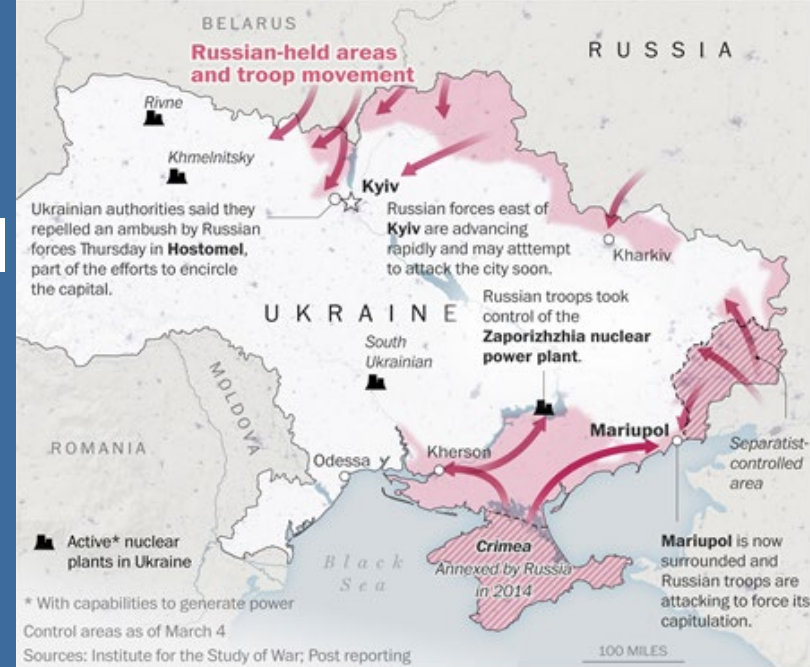 BELARUS
Russian-held areas
and troop movement
RUSSIA
Rivne
Khmelnitsky
Kyiv
Ukrainian authorities said they
repelled an ambush by Russian
forces Thursday in Hostomel,
part of the efforts to encircle
the capital.
Russian forces east of
Kyiv are advancing
rapidly and may atttempt
to attack the city soon.
Kharkiv
UKRAINE
Russian troops took
control of the
Zaporizhzhia nuclear
power plant.
South
Ukrainian
MOLDOVA
ROMANIA
Odessa
Kherson
Mariupol
Separatist-
controlled
area
Active* nuclear
plants in Ukraine
Black
Sea
Crimea
Annexed by Russia
in 2014
Mariupol is now
surrounded and
Russian troops are
attacking to force its
capitulation.
* With capabilities to generate power
Control areas as of March 4
Sources: Institute for the Study of War; Post reporting
100 MILES